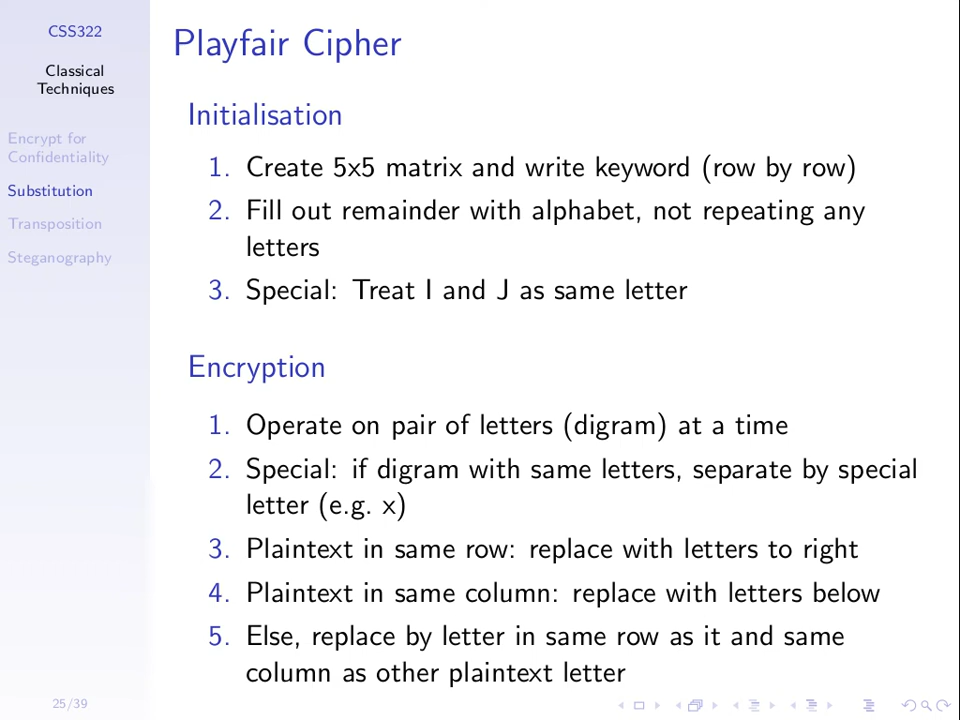 CSS322
Classical
Techniques
Encrypt for
Confidentiality
Substitution
Transposition
Steganography
25/39
Playfair Cipher
Initialisation
1. Create 5x5 matrix and write keyword (row by row)
2. Fill out remainder with alphabet, not repeating any
letters
3. Special: Treat I and J as same letter
Encryption
1. Operate on pair of letters (digram) at a time
2. Special: if digram with same letters, separate by special
letter (e.g. x)
3. Plaintext in same row: replace with letters to right
4. Plaintext in same column: replace with letters below
5. Else, replace by letter in same row as it and same
column as other plaintext letter